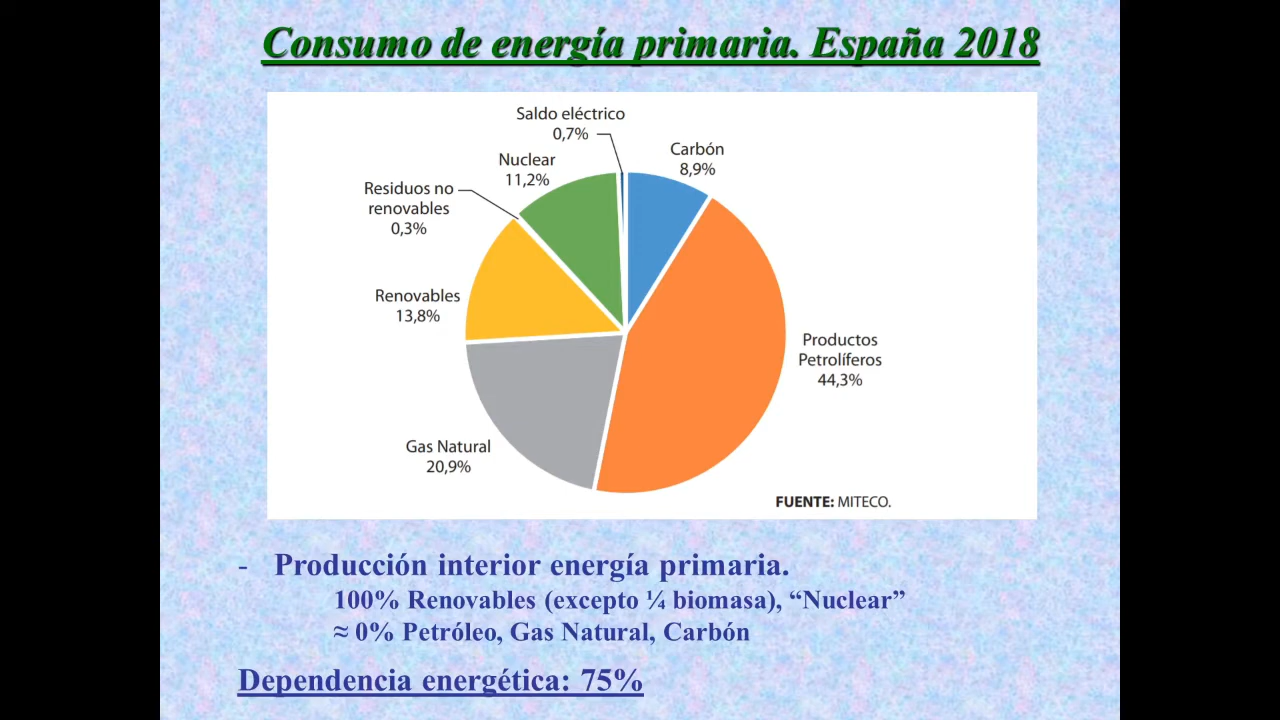 Consumo de energía primaria. España 2018
Saldo eléctrico
0,7%
Carbón
8,9%
Nuclear
11,2%
Residuos no
renovables
0,3%
Renovables
13,8%
Productos
Petrolíferos
44,3%
Gas Natural
20,9%
FUENTE: MITECO.
- Producción interior energía primaria.
100% Renovables (excepto ¼ biomasa), “Nuclear”
≈ 0% Petróleo, Gas Natural, Carbón
Dependencia energética: 75%